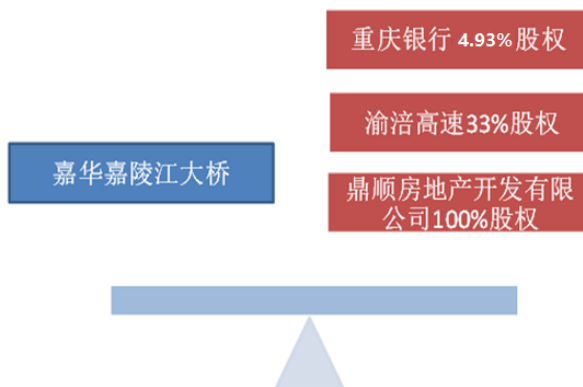 重庆银行 4.93% 股权
渝涪高速33%股权
嘉华嘉陵江大桥
鼎顺房地产开发有限
公司100%股权